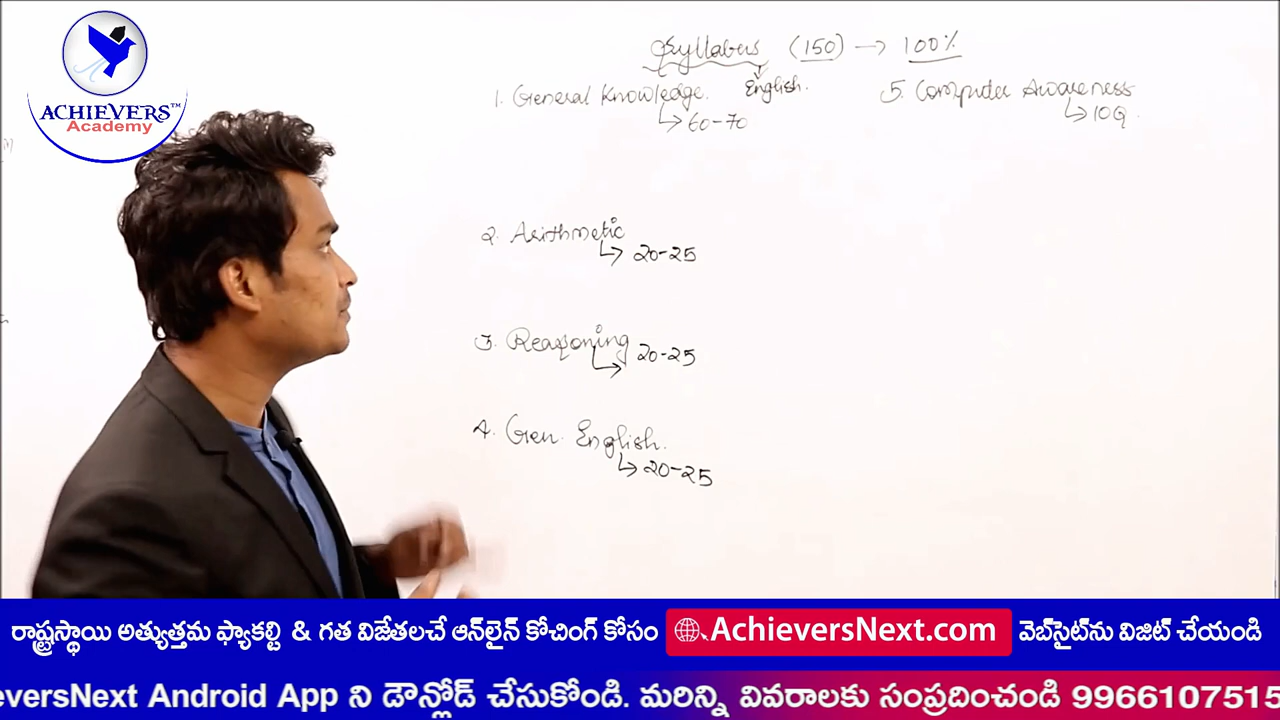 ACHIEVERS™
Academy
Syllabus (150) → 100%
1. General Knowledge. English.
↳ 60-70
5. Computer Awareness
↳ 10Q.
2. Arithmetic
↳ 20-25
3. Reasoning
↳ 20-25
4. Gen. English.
↳ 20-25
రాష్ట్రస్థాయి అత్యుత్తమ ఫ్యాకల్టి & గత విజేతలచే ఆన్‌లైన్ కోచింగ్ కోసం AchieversNext.com వెబ్‌సైట్‌ను విజిట్ చేయండి
eversNext Android App ని డౌన్లోడ్ చేసుకోండి. మరిన్ని వివరాలకు సంప్రదించండి 9966107515